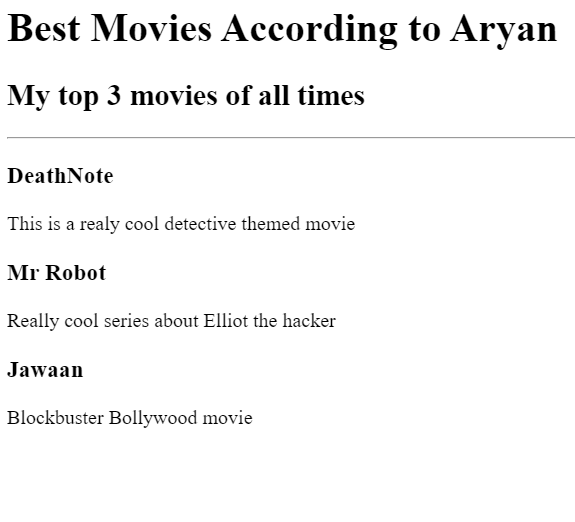 Best Movies According to Aryan
My top 3 movies of all times
DeathNote
This is a realy cool detective themed movie
Mr Robot
Really cool series about Elliot the hacker
Jawaan
Blockbuster Bollywood movie